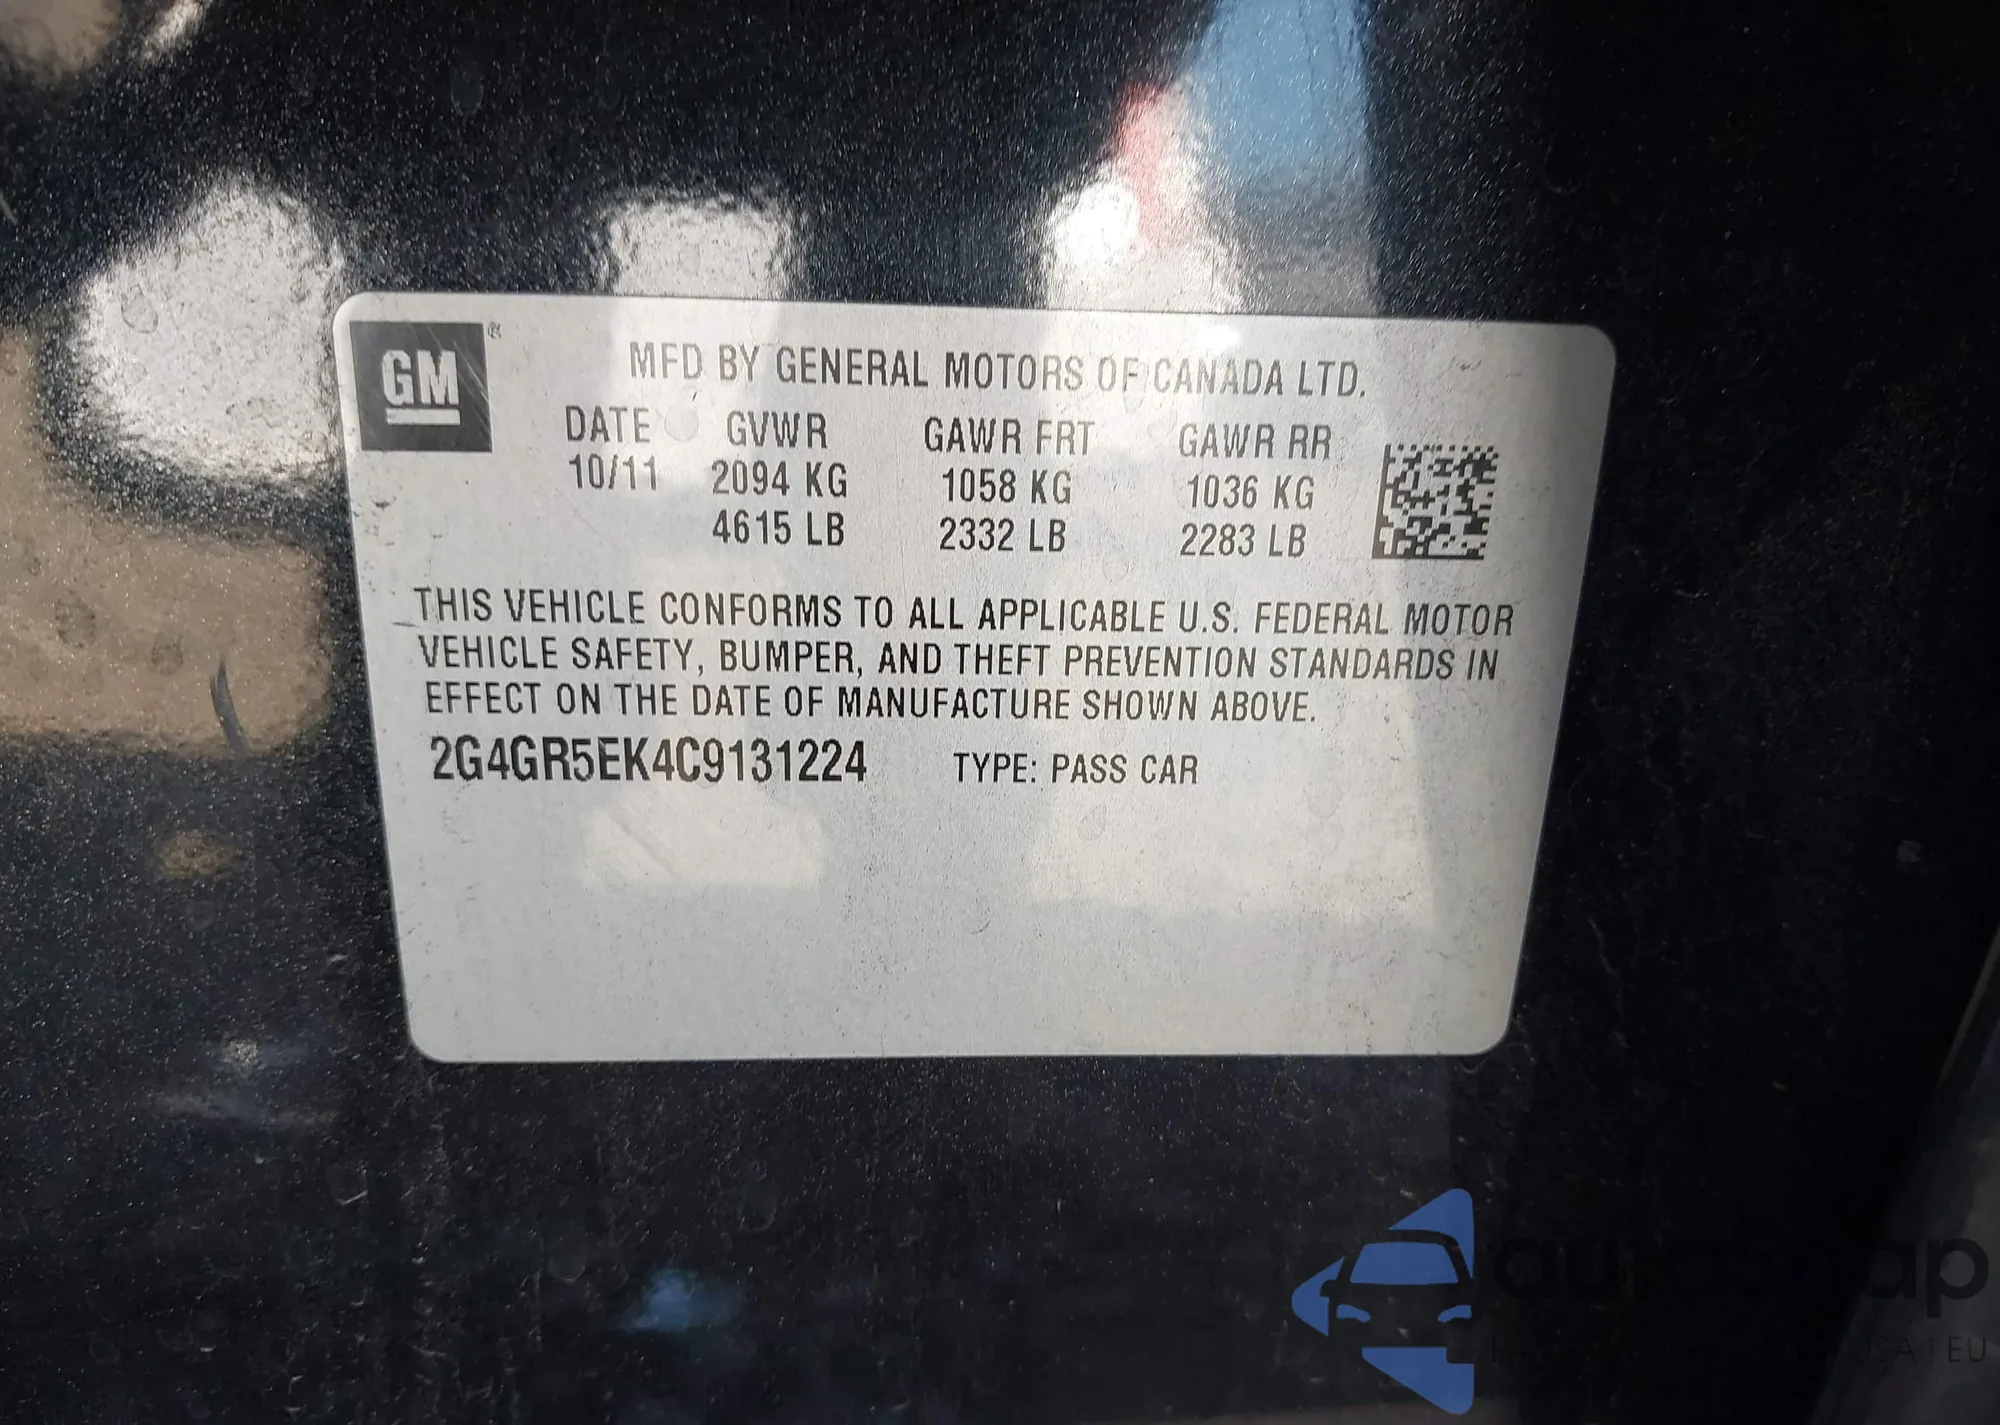 GM
MFD BY GENERAL MOTORS OF CANADA LTD.
DATE GVWR GAWR FRT GAWR RR
10/11 2094 KG 1058 KG 1036 KG
4615 LB 2332 LB 2283 LB
THIS VEHICLE CONFORMS TO ALL APPLICABLE U.S. FEDERAL MOTOR
VEHICLE SAFETY, BUMPER, AND THEFT PREVENTION STANDARDS IN
EFFECT ON THE DATE OF MANUFACTURE SHOWN ABOVE.
2G4GR5EK4C9131224 TYPE: PASS CAR
USA | EU